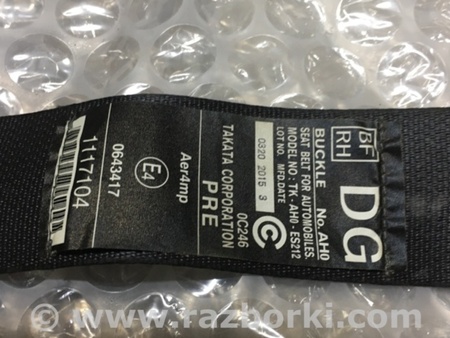 BF
RH
DG
BUCKLE No. AH0
SEAT BELT FOR AUTOMOBILES.
MODEL NO : TK - AH0 - ES212
LOT NO. MFD.DATE
0320 2015 3
C
0C246
PRE
TAKATA CORPORATION
Aer4mp
E4
0643417
1117104
© www.razborki.com